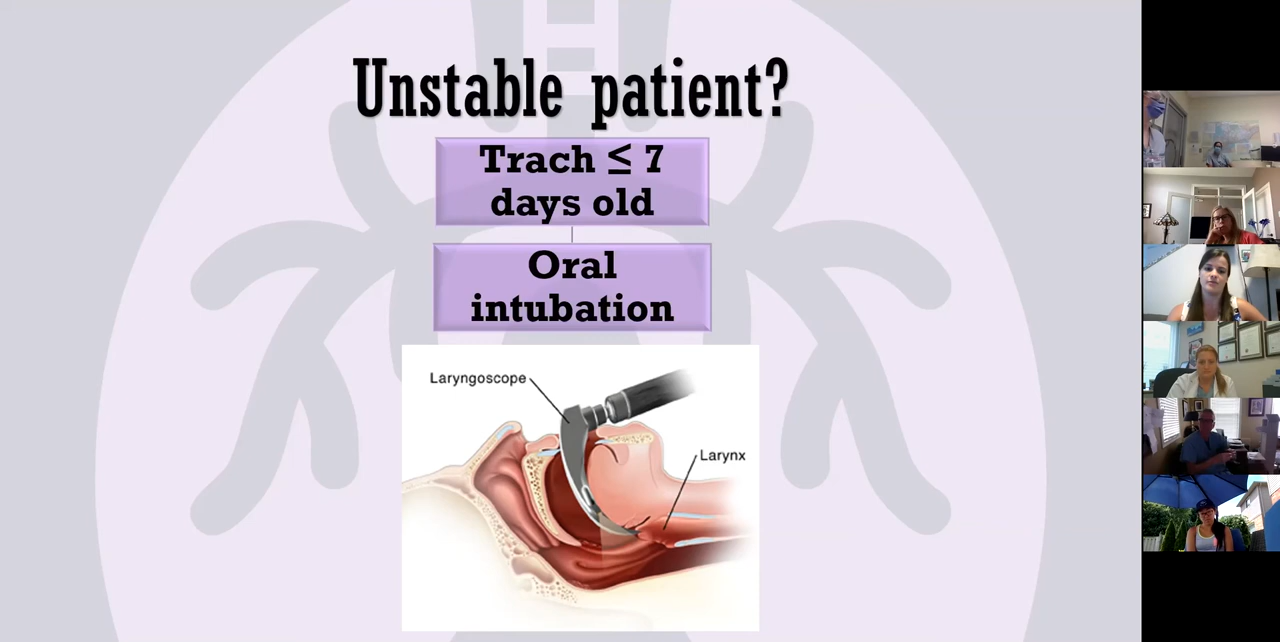 Unstable patient?
Trach ≤ 7
days old
Oral
intubation
Laryngoscope
Larynx